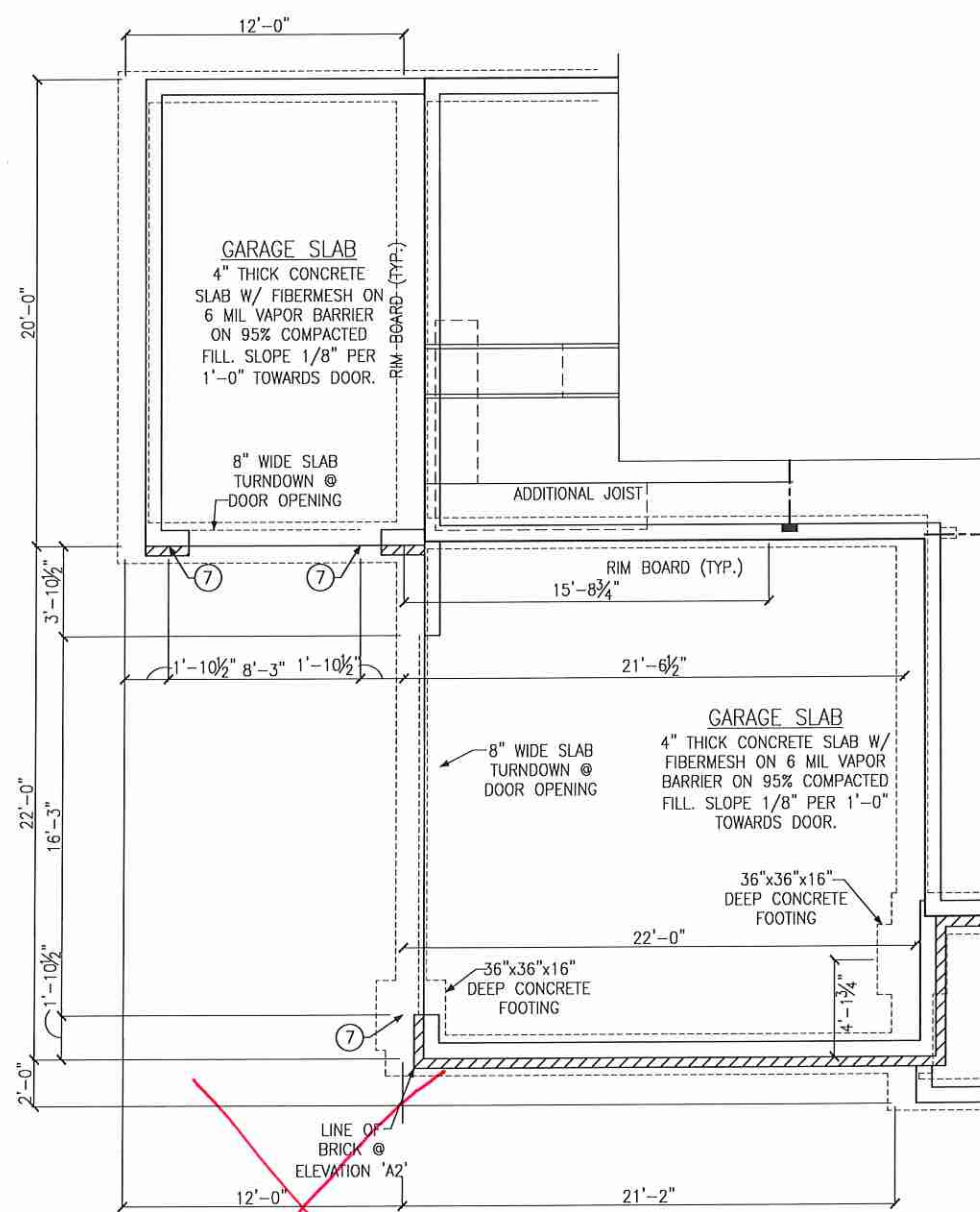 12'-0"
20'-0"
GARAGE SLAB
4" THICK CONCRETE
SLAB W/ FIBERMESH ON
6 MIL VAPOR BARRIER
ON 95% COMPACTED
FILL. SLOPE 1/8" PER
1'-0" TOWARDS DOOR.
RIM BOARD (TYP.)
8" WIDE SLAB
TURNDOWN @
DOOR OPENING
ADDITIONAL JOIST
7
7
RIM BOARD (TYP.)
15'-8¾"
3'-10½"
1'-10½"
8'-3"
1'-10½"
21'-6½"
GARAGE SLAB
4" THICK CONCRETE SLAB W/
FIBERMESH ON 6 MIL VAPOR
BARRIER ON 95% COMPACTED
FILL. SLOPE 1/8" PER 1'-0"
TOWARDS DOOR.
8" WIDE SLAB
TURNDOWN @
DOOR OPENING
22'-0"
16'-3"
36"x36"x16"
DEEP CONCRETE
FOOTING
22'-0"
36"x36"x16"
DEEP CONCRETE
FOOTING
4'-1¾"
1'-10½"
7
2'-0"
LINE OF
BRICK @
ELEVATION 'A2'
12'-0"
21'-2"